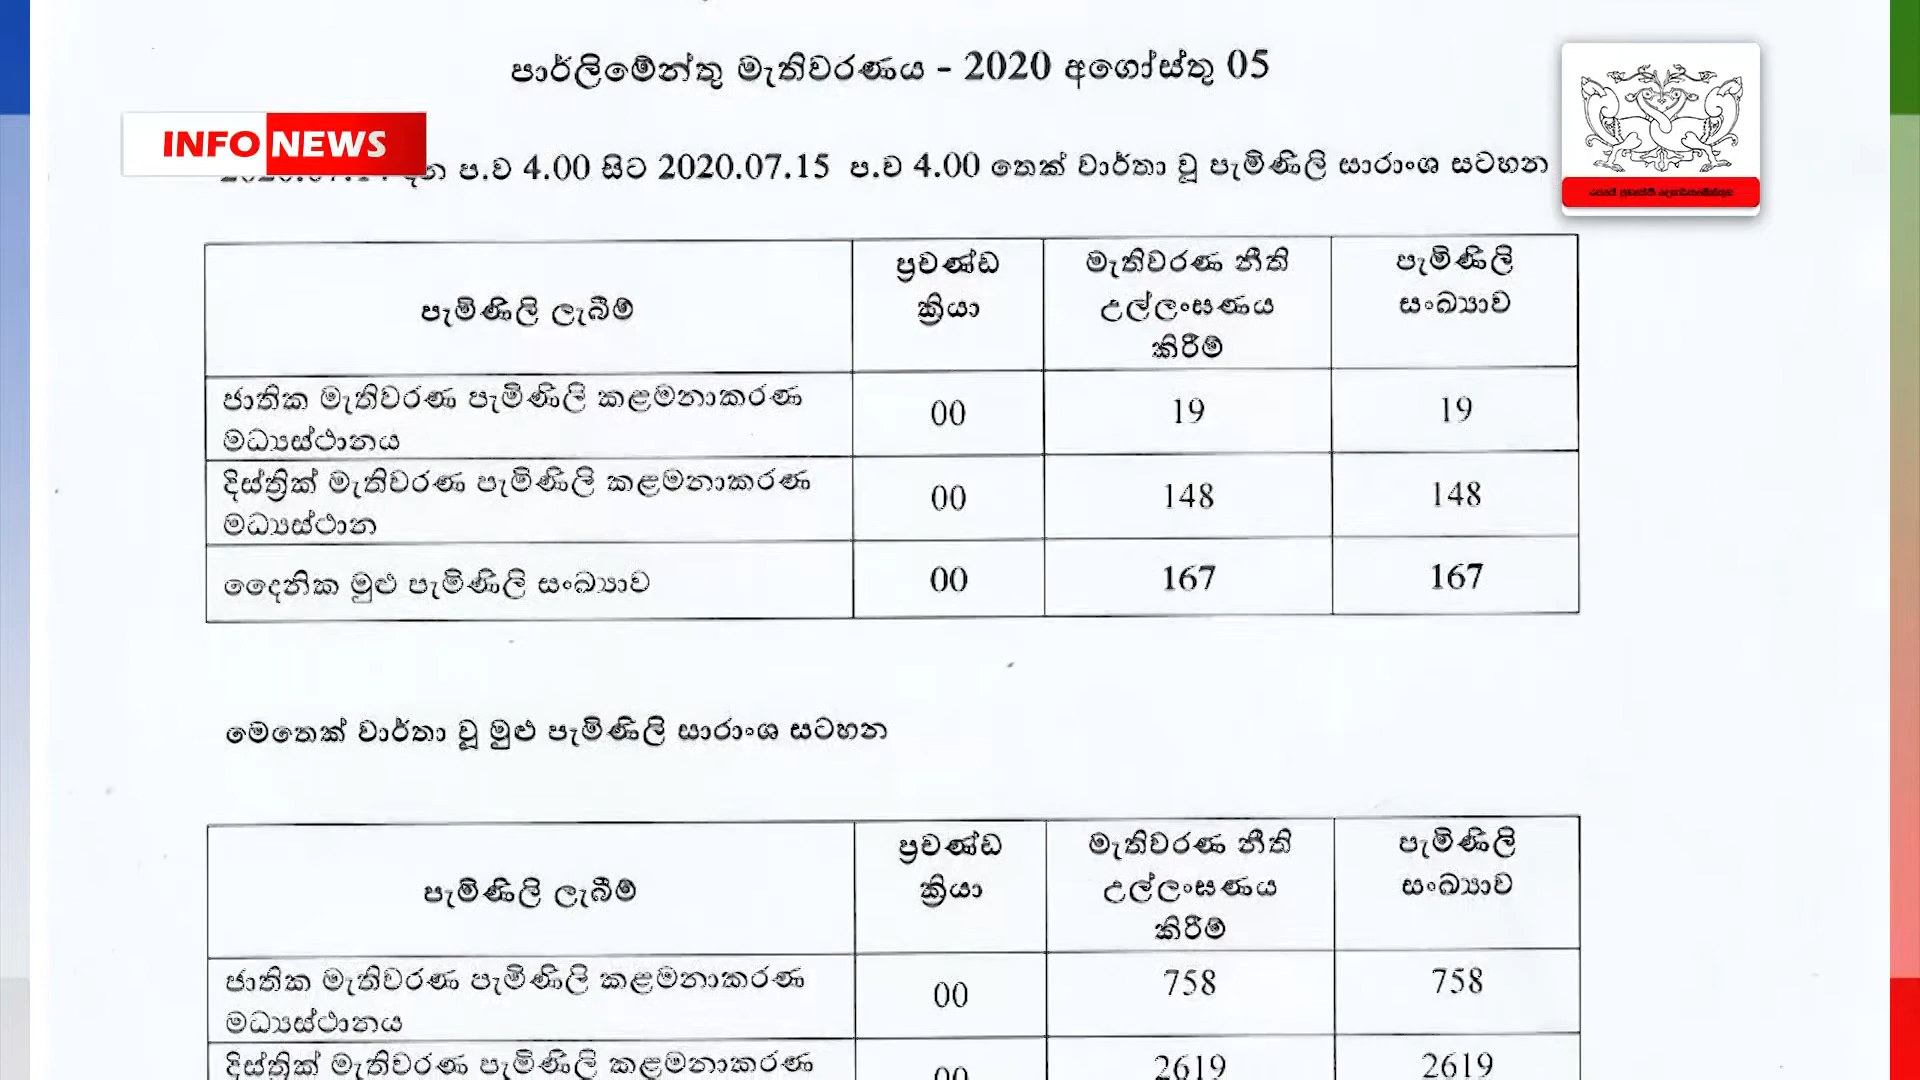 පාර්ලිමේන්තු මැතිවරණය - 2020 අගෝස්තු 05
INFO NEWS
ප.ව 4.00 සිට 2020.07.15 ප.ව 4.00 තෙක් වාර්තා වූ පැමිණිලි සාරාංශ සටහන
පැමිණිලි ලැබීම්
ප්‍රචණ්ඩ
ක්‍රියා
මැතිවරණ නීති
උල්ලංඝණය
කිරීම්
පැමිණිලි
සංඛ්‍යාව
ජාතික මැතිවරණ පැමිණිලි කළමනාකරණ
මධ්‍යස්ථානය
00
19
19
දිස්ත්‍රික් මැතිවරණ පැමිණිලි කළමනාකරණ
මධ්‍යස්ථාන
00
148
148
දෛනික මුළු පැමිණිලි සංඛ්‍යාව
00
167
167
මෙතෙක් වාර්තා වූ මුළු පැමිණිලි සාරාංශ සටහන
පැමිණිලි ලැබීම්
ප්‍රචණ්ඩ
ක්‍රියා
මැතිවරණ නීති
උල්ලංඝණය
කිරීම්
පැමිණිලි
සංඛ්‍යාව
ජාතික මැතිවරණ පැමිණිලි කළමනාකරණ
මධ්‍යස්ථානය
00
758
758
දිස්ත්‍රික් මැතිවරණ පැමිණිලි කළමනාකරණ
00
2619
2619